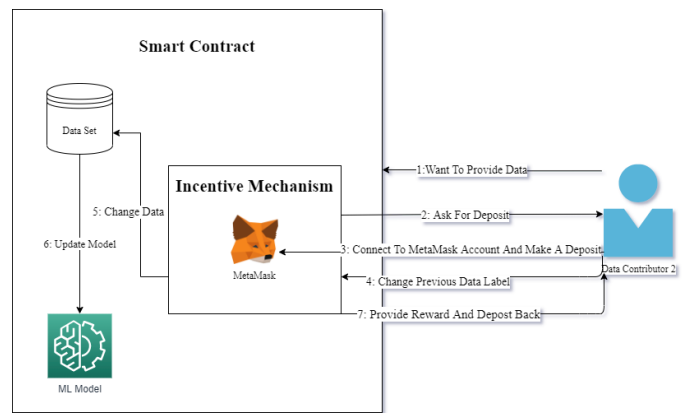 Smart Contract
Data Set
1:Want To Provide Data
Incentive Mechanism
5: Change Data
2: Ask For Deposit
6: Update Model
3: Connect To MetaMask Account And Make A Deposit
Data Contributor 2
MetaMask
4: Change Previous Data Label
7: Provide Reward And Depost Back
ML Model